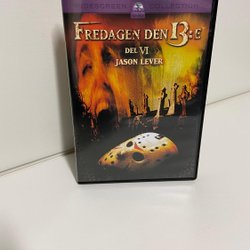 WIDESCREEN COLLECTION
FREDAGEN DEN 13:E
DEL VI
JASON LEVER